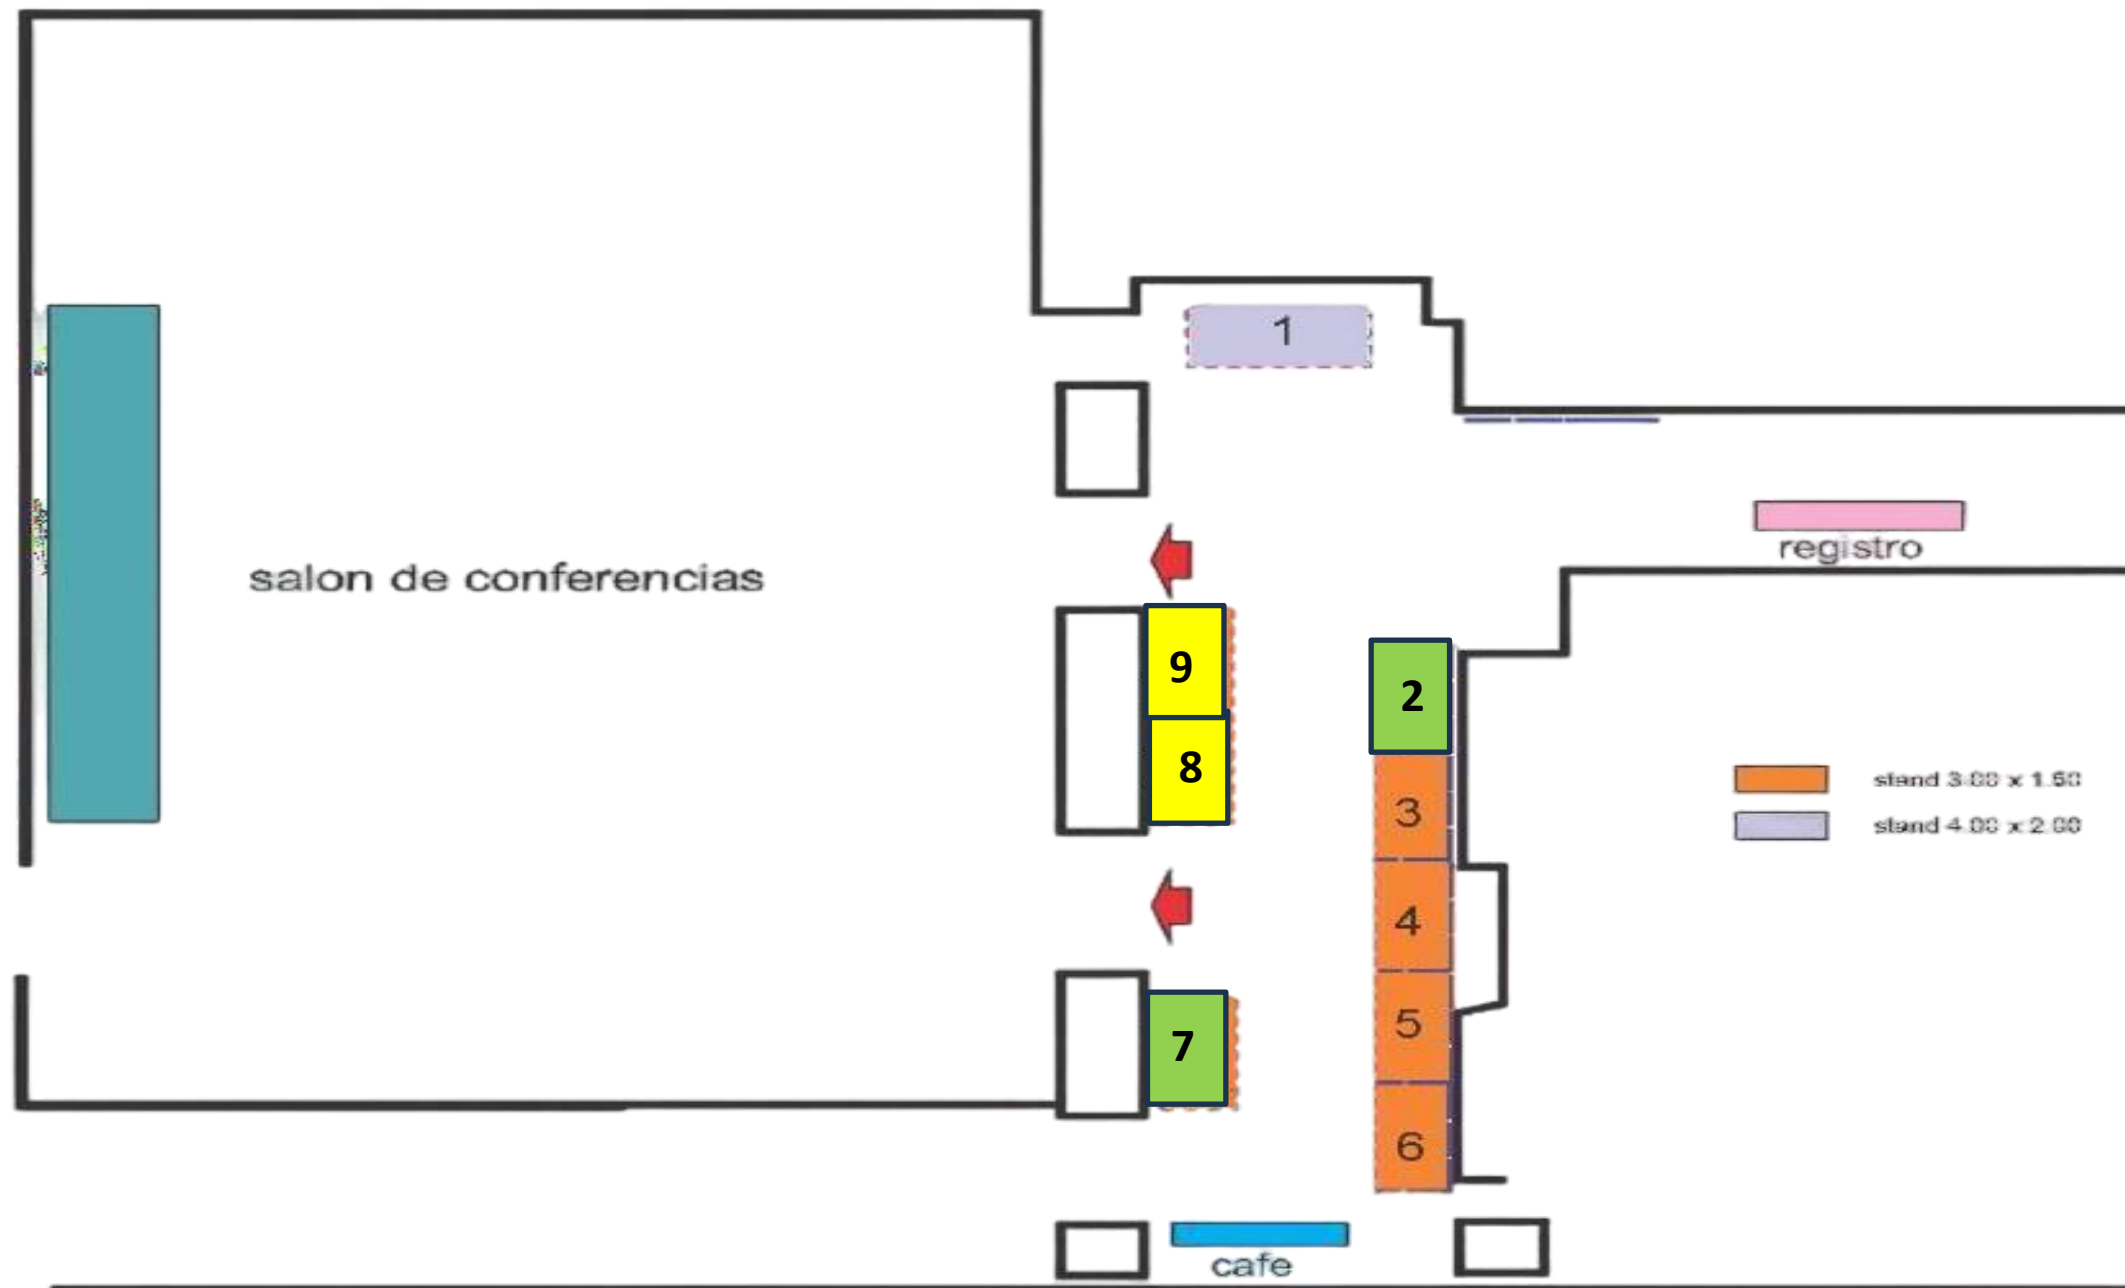 1
registro
salon de conferencias
9
2
8
stand 3.00 x 1.50
3
stand 4.00 x 2.00
4
5
7
6
cafe